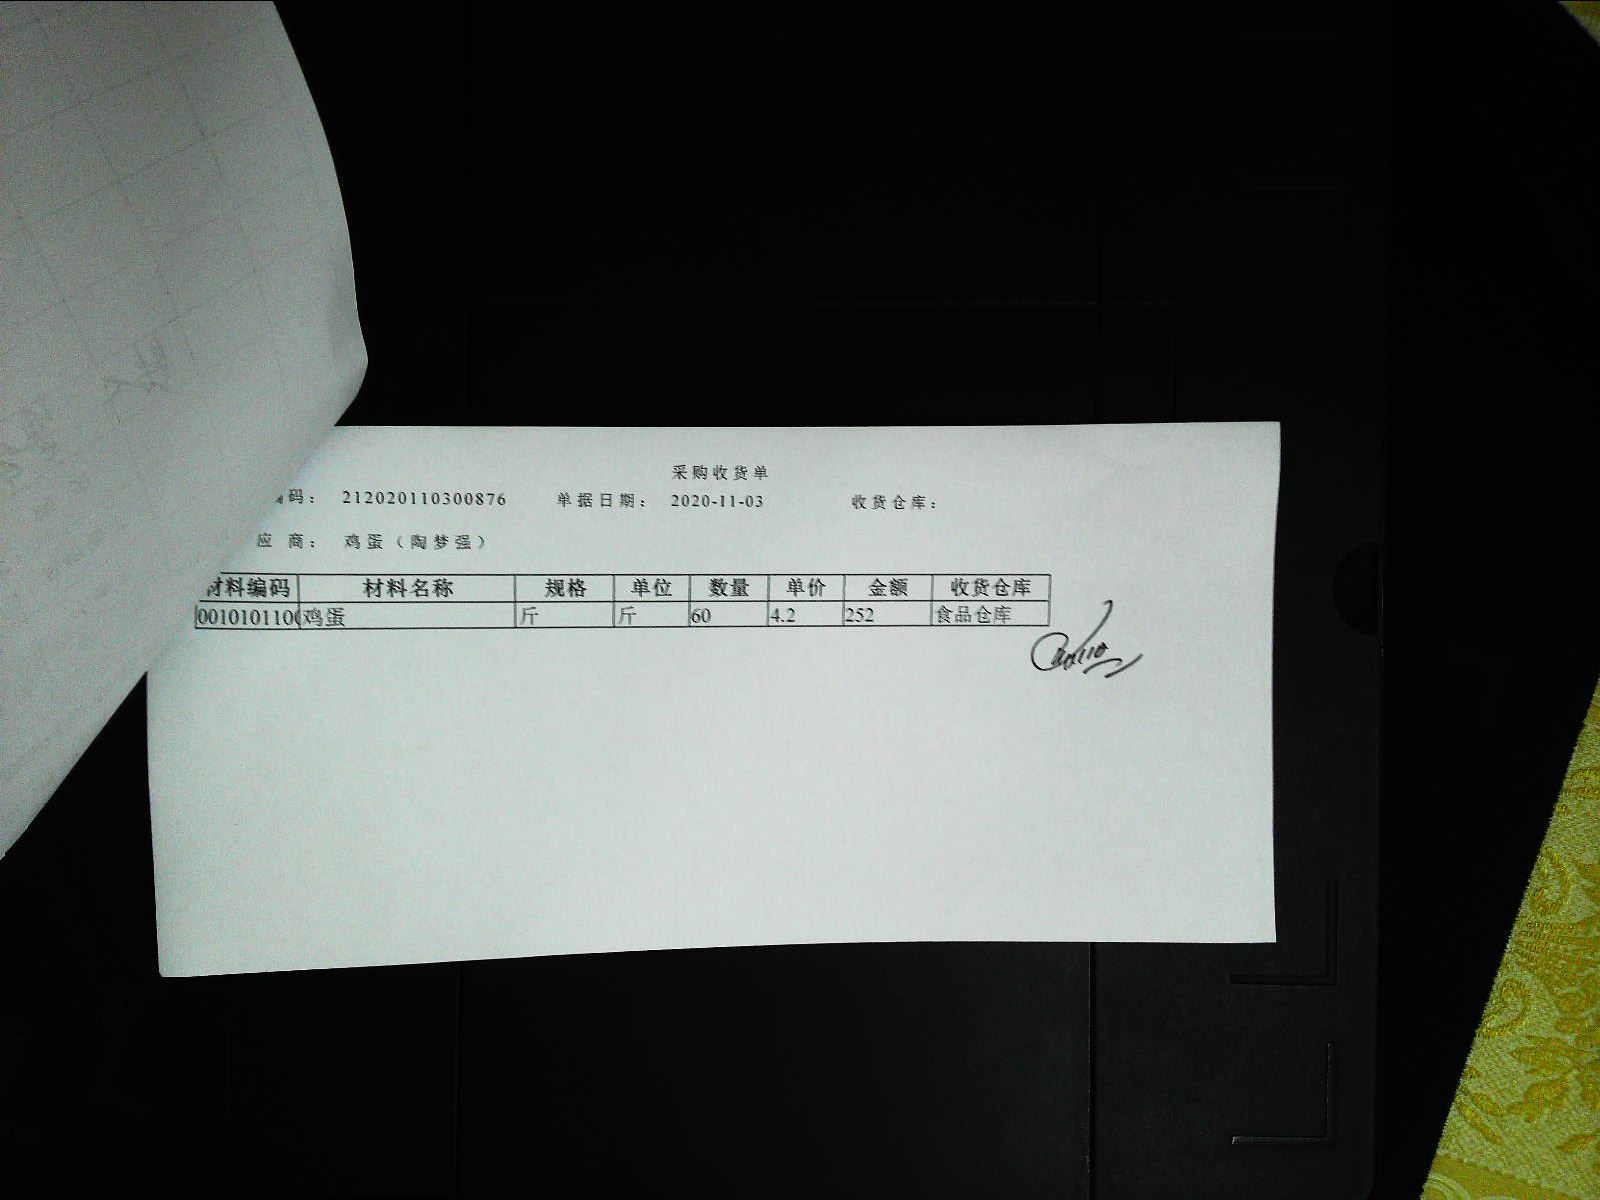 采购收货单
编码： 212020110300876 单据日期： 2020-11-03 收货仓库：
应 商： 鸡蛋（陶梦强）
材料编码 材料名称 规格 单位 数量 单价 金额 收货仓库
0010101100 鸡蛋 斤 斤 60 4.2 252 食品仓库